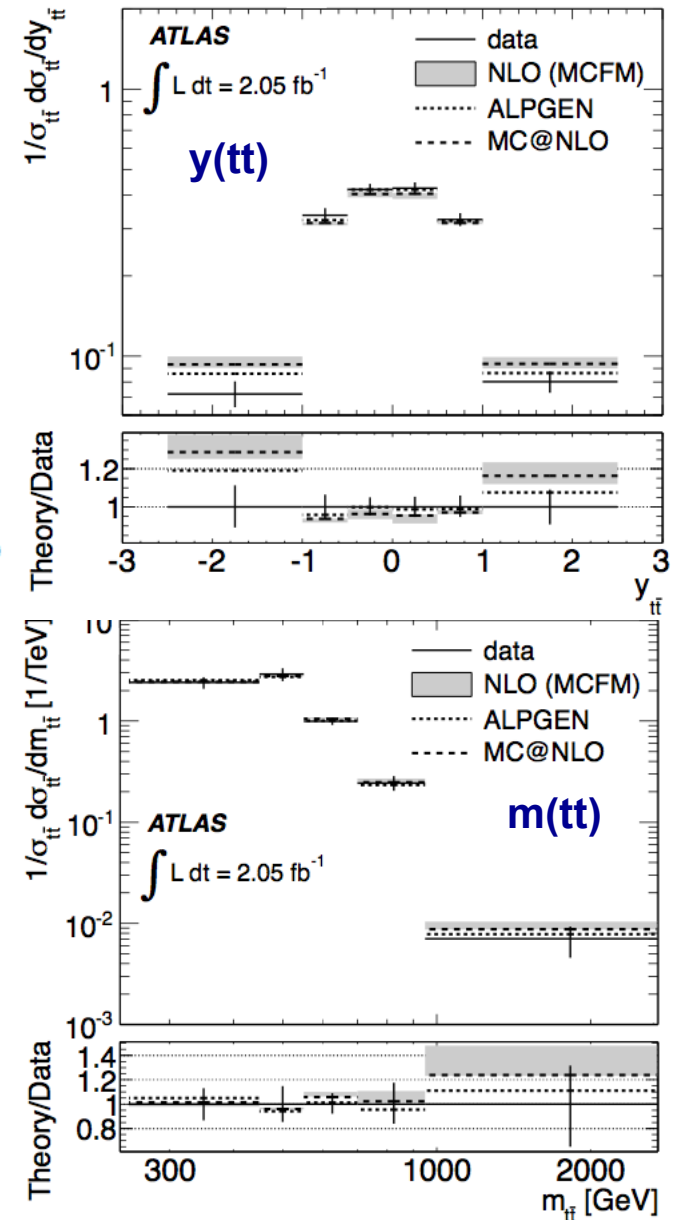 ATLAS
∫ L dt = 2.05 fb⁻¹
data
NLO (MCFM)
ALPGEN
MC@NLO
y(tt)
1/σ_tt̄ dσ_tt̄/dy_tt̄
1
10⁻¹
Theory/Data
1.2
1
-3 -2 -1 0 1 2 3
y_tt̄
1/σ_tt̄ dσ_tt̄/dm_tt̄ [1/TeV]
10
1
10⁻¹
10⁻²
10⁻³
data
NLO (MCFM)
ALPGEN
MC@NLO
m(tt)
ATLAS
∫ L dt = 2.05 fb⁻¹
Theory/Data
1.4
1.2
1
0.8
300 1000 2000
m_tt̄ [GeV]